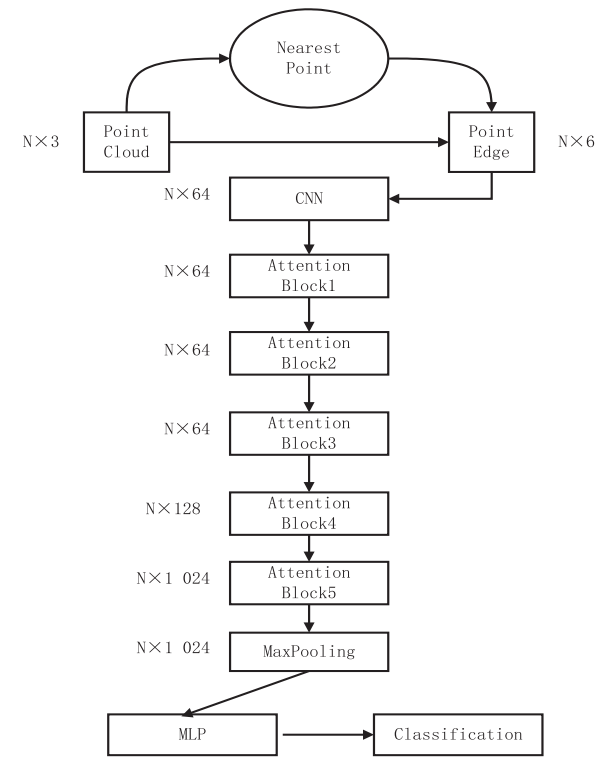 Nearest
Point
N×3
Point
Cloud
Point
Edge
N×6
N×64
CNN
N×64
Attention
Block1
N×64
Attention
Block2
N×64
Attention
Block3
N×128
Attention
Block4
N×1 024
Attention
Block5
N×1 024
MaxPooling
MLP
Classification